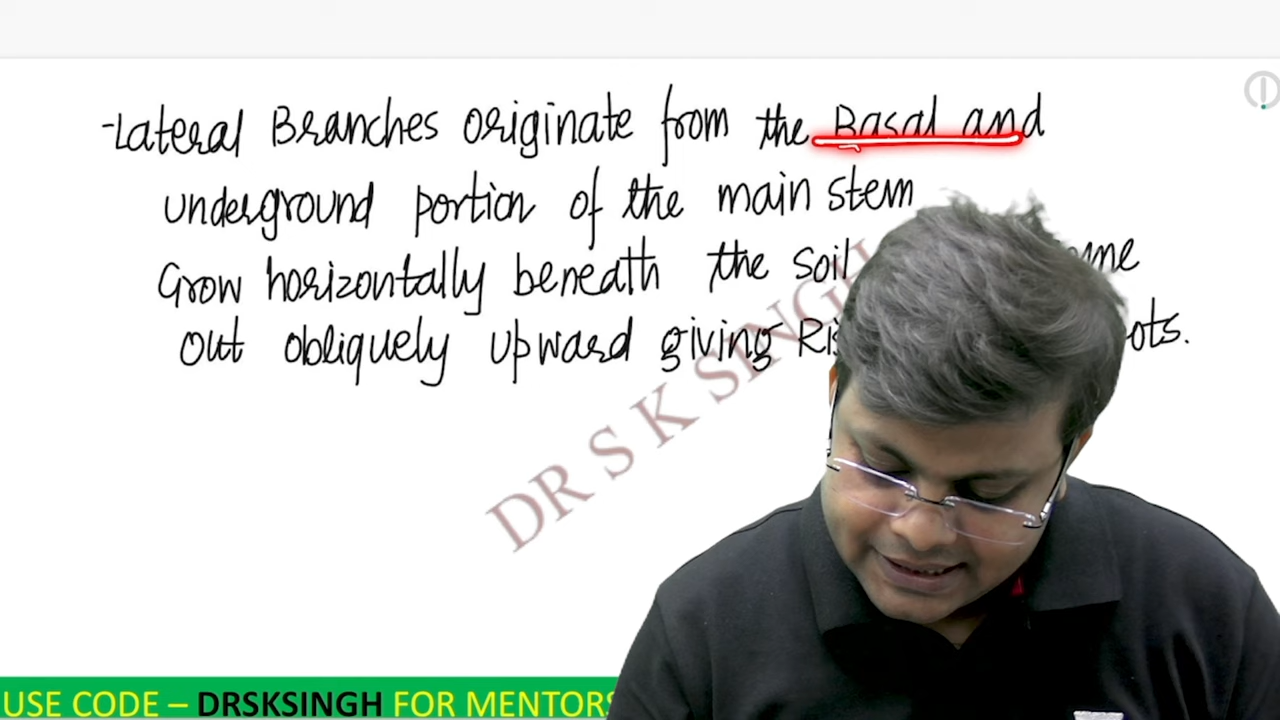 -Lateral Branches originate from the Basal and
underground portion of the main stem
Grow horizontally beneath the soil
out obliquely upward giving
DR S K SINGH
USE CODE – DRSKSINGH FOR MENTORS